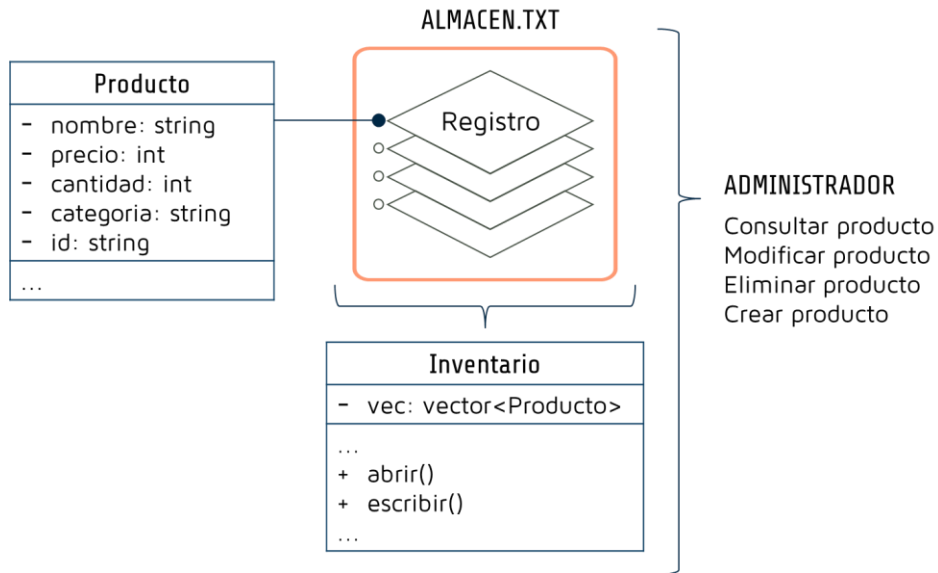 ALMACEN.TXT
Producto
- nombre: string
- precio: int
- cantidad: int
- categoria: string
- id: string
...
Registro
ADMINISTRADOR
Consultar producto
Modificar producto
Eliminar producto
Crear producto
Inventario
- vec: vector<Producto>
...
+ abrir()
+ escribir()
...